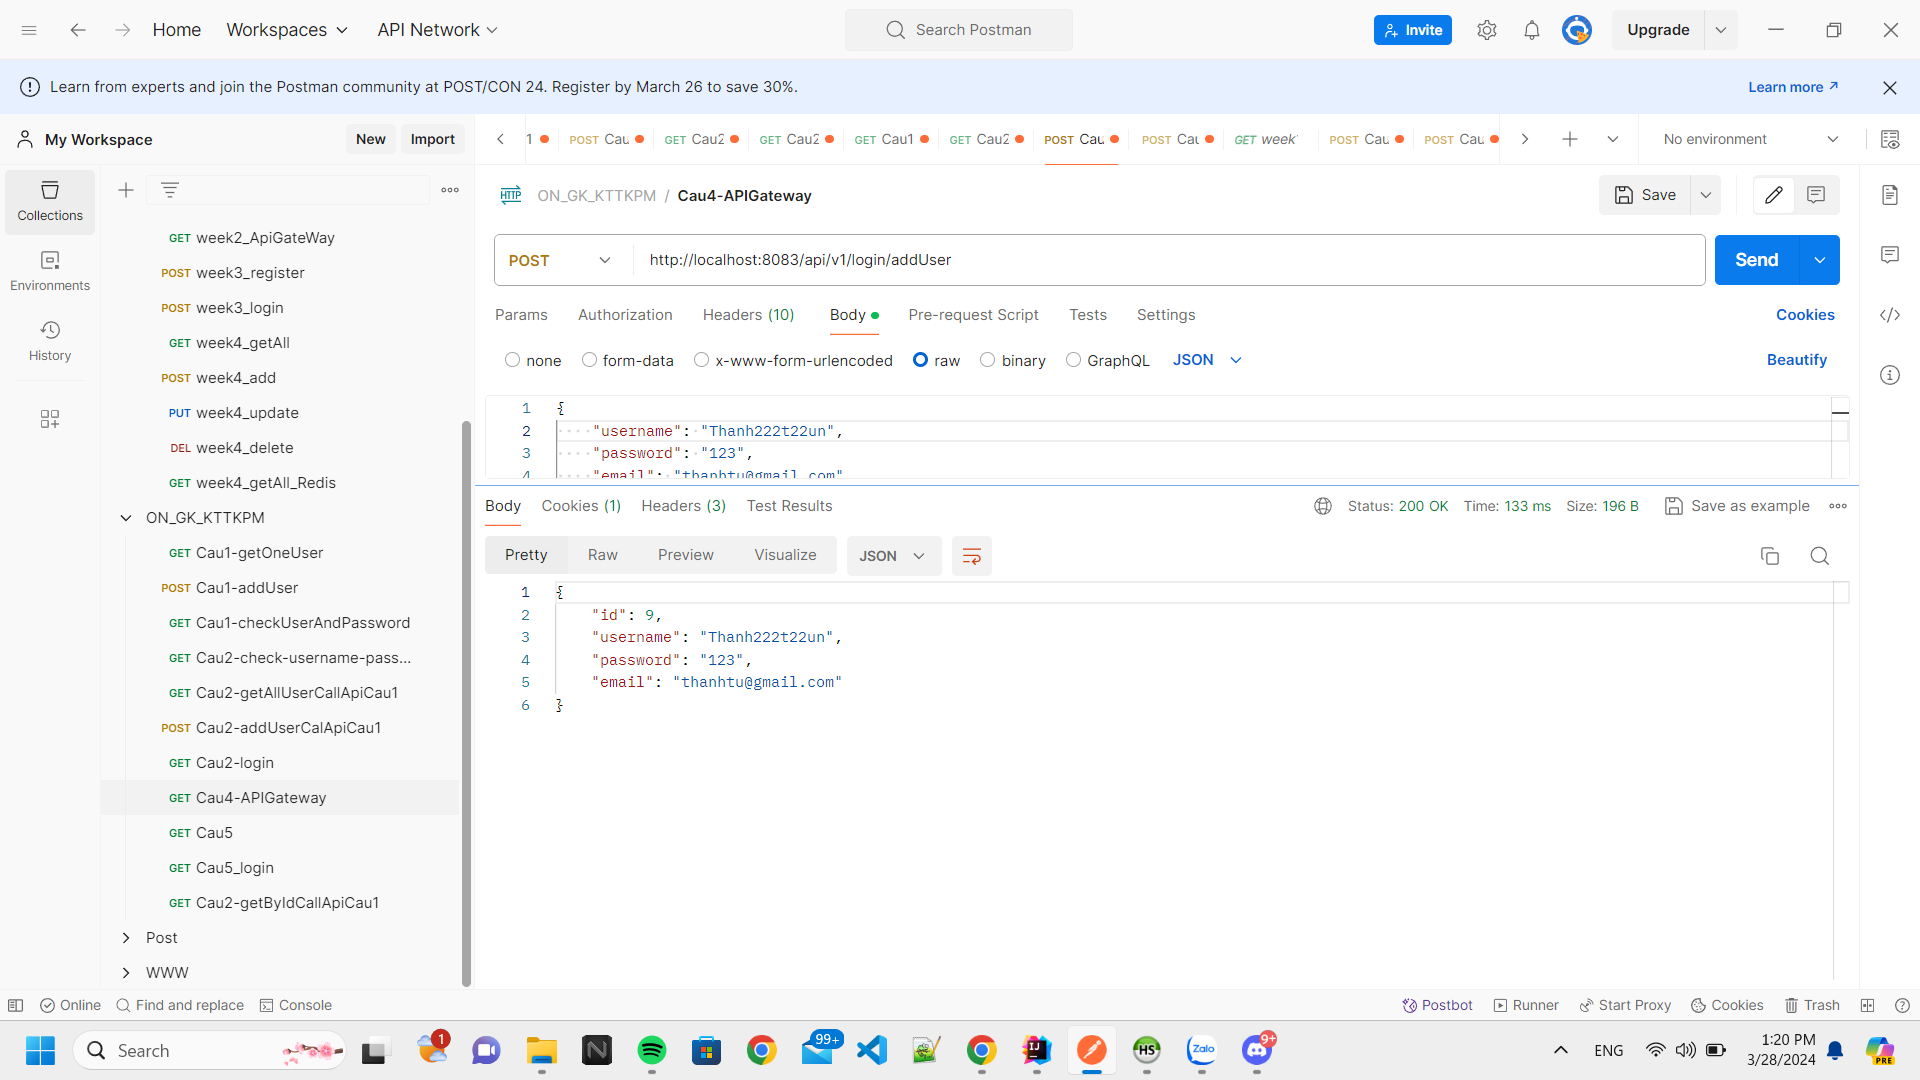 Home
Workspaces
API Network
Search Postman
Invite
Upgrade
Learn from experts and join the Postman community at POST/CON 24. Register by March 26 to save 30%.
Learn more
My Workspace
New
Import
1
POST Cau
GET Cau2
GET Cau2
GET Cau1
GET Cau2
POST Cau
POST Cau
GET week
POST Cau
POST Cau
No environment
Collections
Environments
History
HTTP
ON_GK_KTTKPM / Cau4-APIGateway
Save
POST
http://localhost:8083/api/v1/login/addUser
Send
Params
Authorization
Headers (10)
Body
Pre-request Script
Tests
Settings
Cookies
none
form-data
x-www-form-urlencoded
raw
binary
GraphQL
JSON
Beautify
1 {
2 ····"username":·"Thanh222t22un",
3 ····"password":·"123",
4 ····"email":·"thanhtu@gmail.com"
GET week2_ApiGateWay
POST week3_register
POST week3_login
GET week4_getAll
POST week4_add
PUT week4_update
DEL week4_delete
GET week4_getAll_Redis
ON_GK_KTTKPM
GET Cau1-getOneUser
POST Cau1-addUser
GET Cau1-checkUserAndPassword
GET Cau2-check-username-pass...
GET Cau2-getAllUserCallApiCau1
POST Cau2-addUserCalApiCau1
GET Cau2-login
GET Cau4-APIGateway
GET Cau5
GET Cau5_login
GET Cau2-getByIdCallApiCau1
Post
WWW
Body
Cookies (1)
Headers (3)
Test Results
Status: 200 OK
Time: 133 ms
Size: 196 B
Save as example
Pretty
Raw
Preview
Visualize
JSON
1 {
2 "id": 9,
3 "username": "Thanh222t22un",
4 "password": "123",
5 "email": "thanhtu@gmail.com"
6 }
Online
Find and replace
Console
Postbot
Runner
Start Proxy
Cookies
Trash
Search
1
99+
IJ
HS
Zalo
9+
ENG
1:20 PM
3/28/2024
PRE